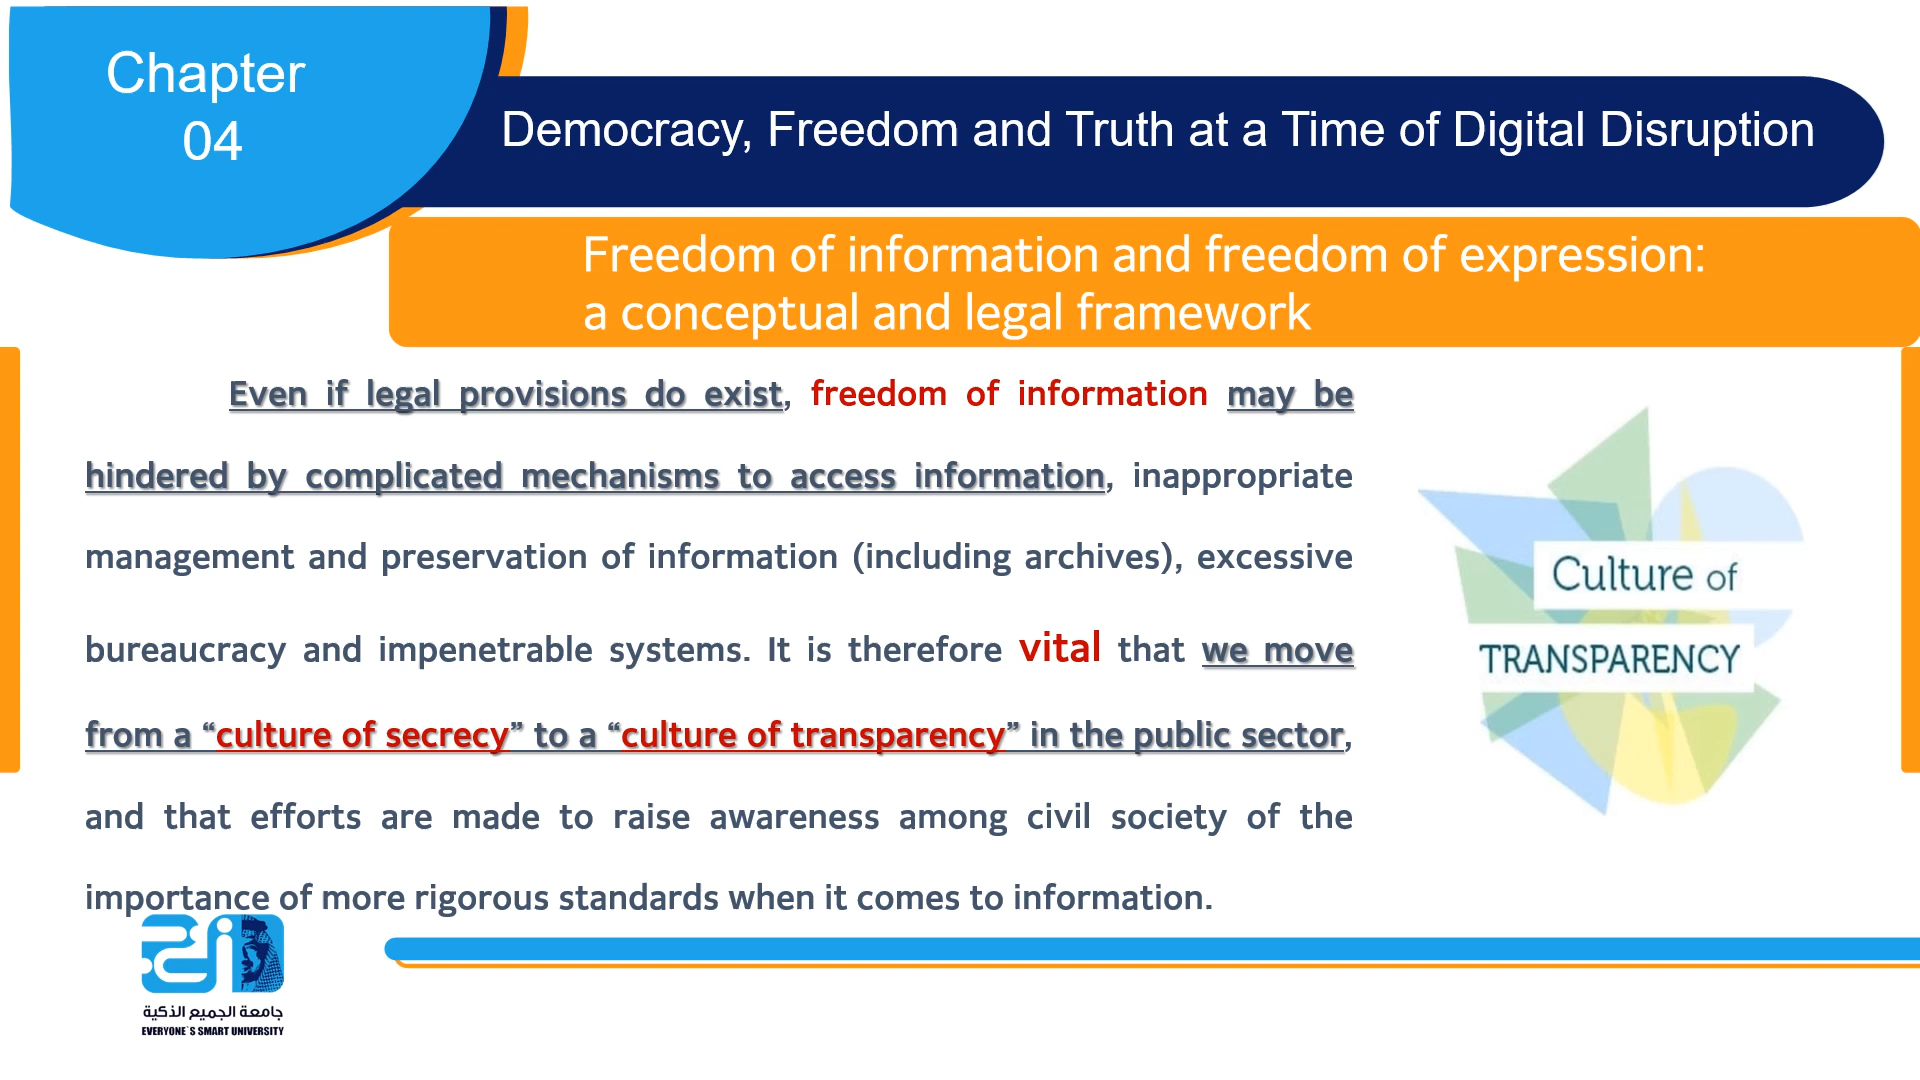 Chapter
04
Democracy, Freedom and Truth at a Time of Digital Disruption
Freedom of information and freedom of expression:
a conceptual and legal framework
Even if legal provisions do exist, freedom of information may be
hindered by complicated mechanisms to access information, inappropriate
management and preservation of information (including archives), excessive
bureaucracy and impenetrable systems. It is therefore vital that we move
from a “culture of secrecy” to a “culture of transparency” in the public sector,
and that efforts are made to raise awareness among civil society of the
importance of more rigorous standards when it comes to information.
Culture of
TRANSPARENCY
جامعة الجميع الذكية
EVERYONE`S SMART UNIVERSITY